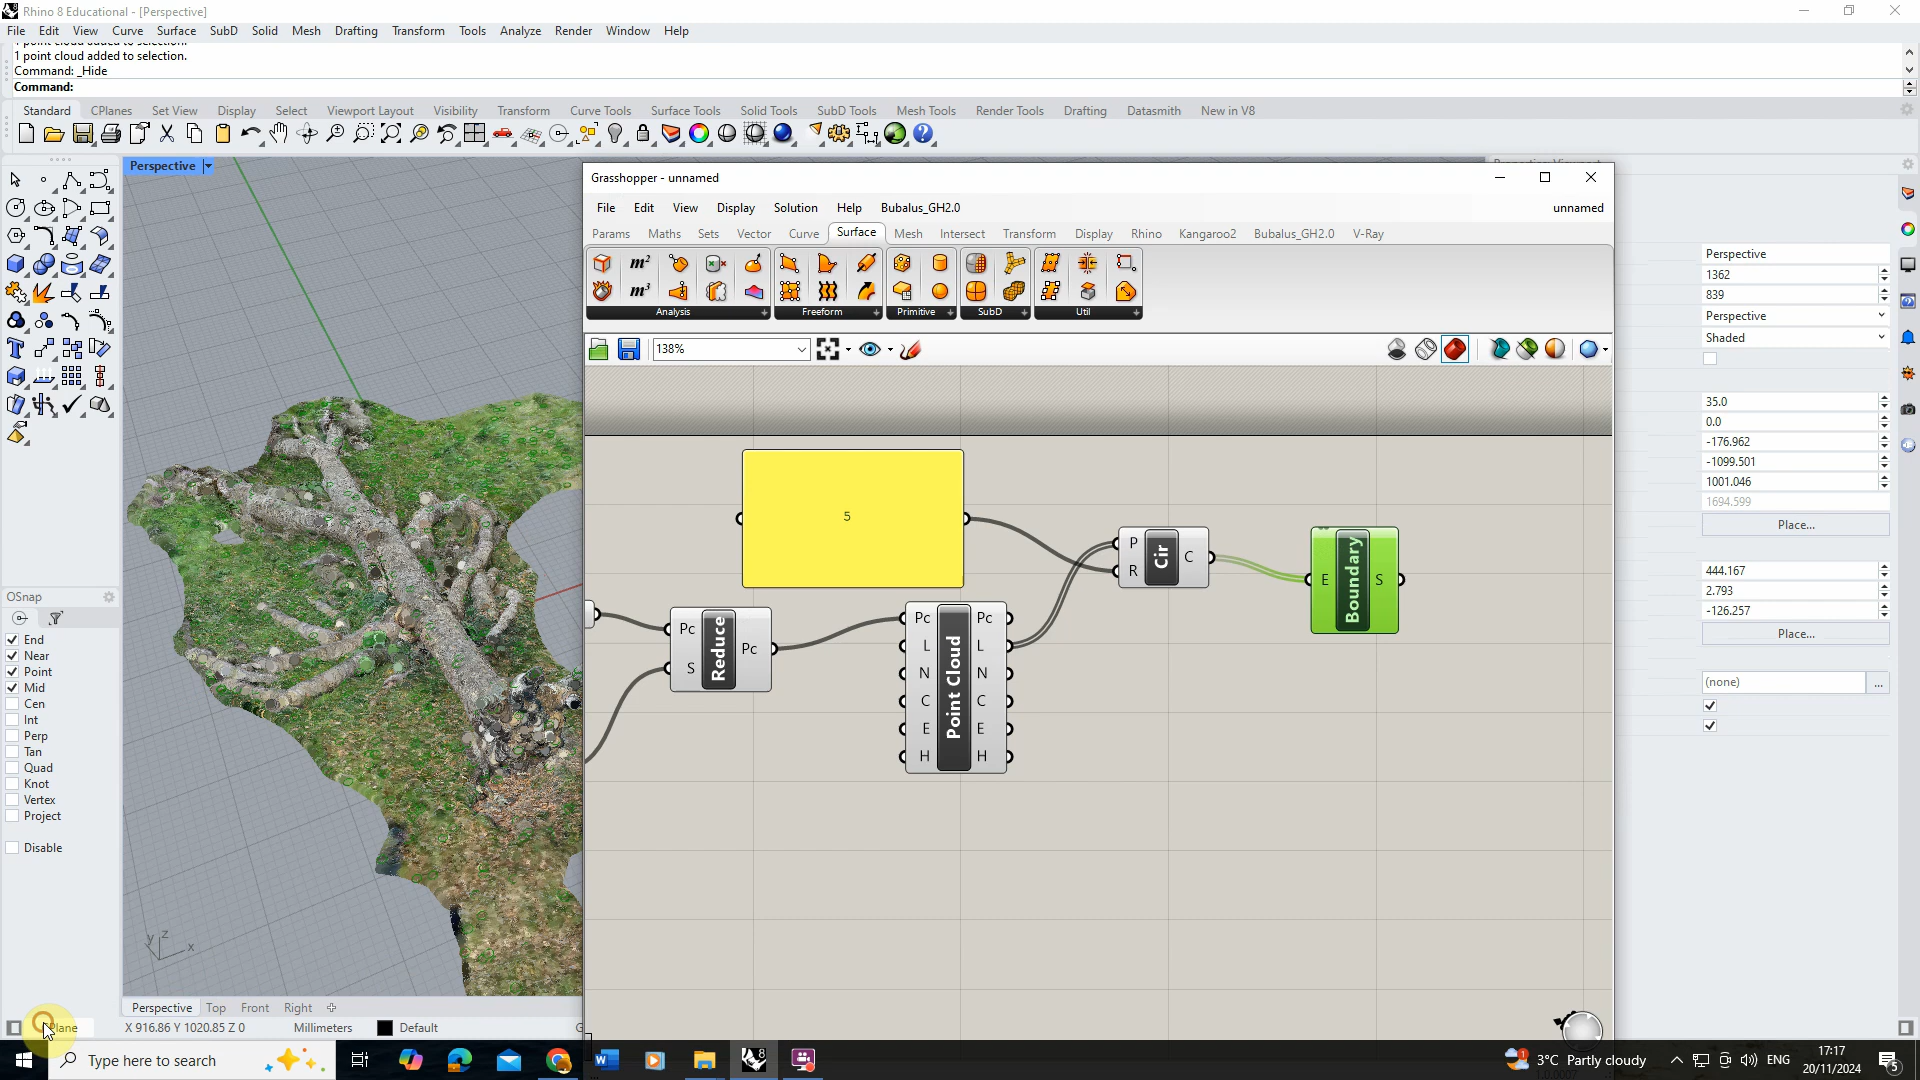 Rhino 8 Educational - [Perspective]
File Edit View Curve Surface SubD Solid Mesh Drafting Transform Tools Analyze Render Window Help
1 point cloud added to selection.
Command: _Hide
Command:
Standard CPlanes Set View Display Select Viewport Layout Visibility Transform Curve Tools Surface Tools Solid Tools SubD Tools Mesh Tools Render Tools Drafting Datasmith New in V8
Perspective
Grasshopper - unnamed
File Edit View Display Solution Help Bubalus_GH2.0 unnamed
Params Maths Sets Vector Curve Surface Mesh Intersect Transform Display Rhino Kangaroo2 Bubalus_GH2.0 V-Ray
m² m³
Analysis Freeform Primitive SubD Util
138%
5
P R Cir C
E Boundary S
Pc S Reduce Pc
Pc L N C E H Point Cloud Pc L N C E H
OSnap
End
Near
Point
Mid
Cen
Int
Perp
Tan
Quad
Knot
Vertex
Project
Disable
Perspective
1362
839
Perspective
Shaded
35.0
0.0
-176.962
-1099.501
1001.046
1694.599
Place...
444.167
2.793
-126.257
Place...
(none) ...
y z x
Perspective Top Front Right
Plane X 916.86 Y 1020.85 Z 0 Millimeters Default
Type here to search
3°C Partly cloudy ENG 17:17
20/11/2024
5